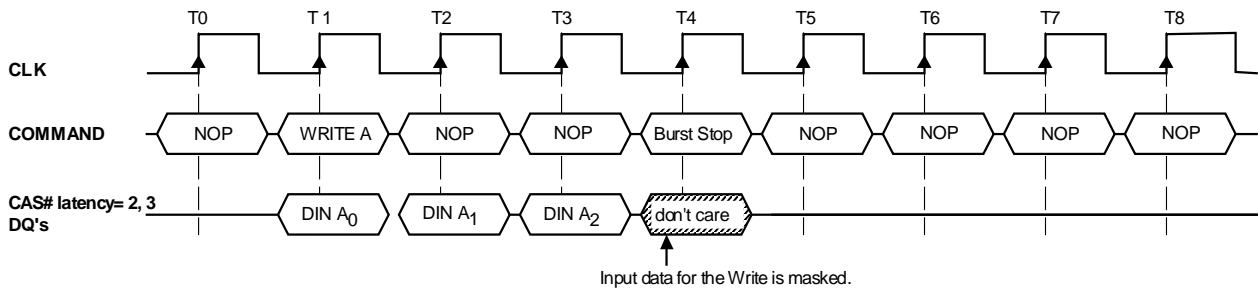 T0 T1 T2 T3 T4 T5 T6 T7 T8
CLK
COMMAND NOP WRITE A NOP NOP Burst Stop NOP NOP NOP NOP
CAS# latency= 2, 3
DQ's DIN A0 DIN A1 DIN A2 don't care
Input data for the Write is masked.